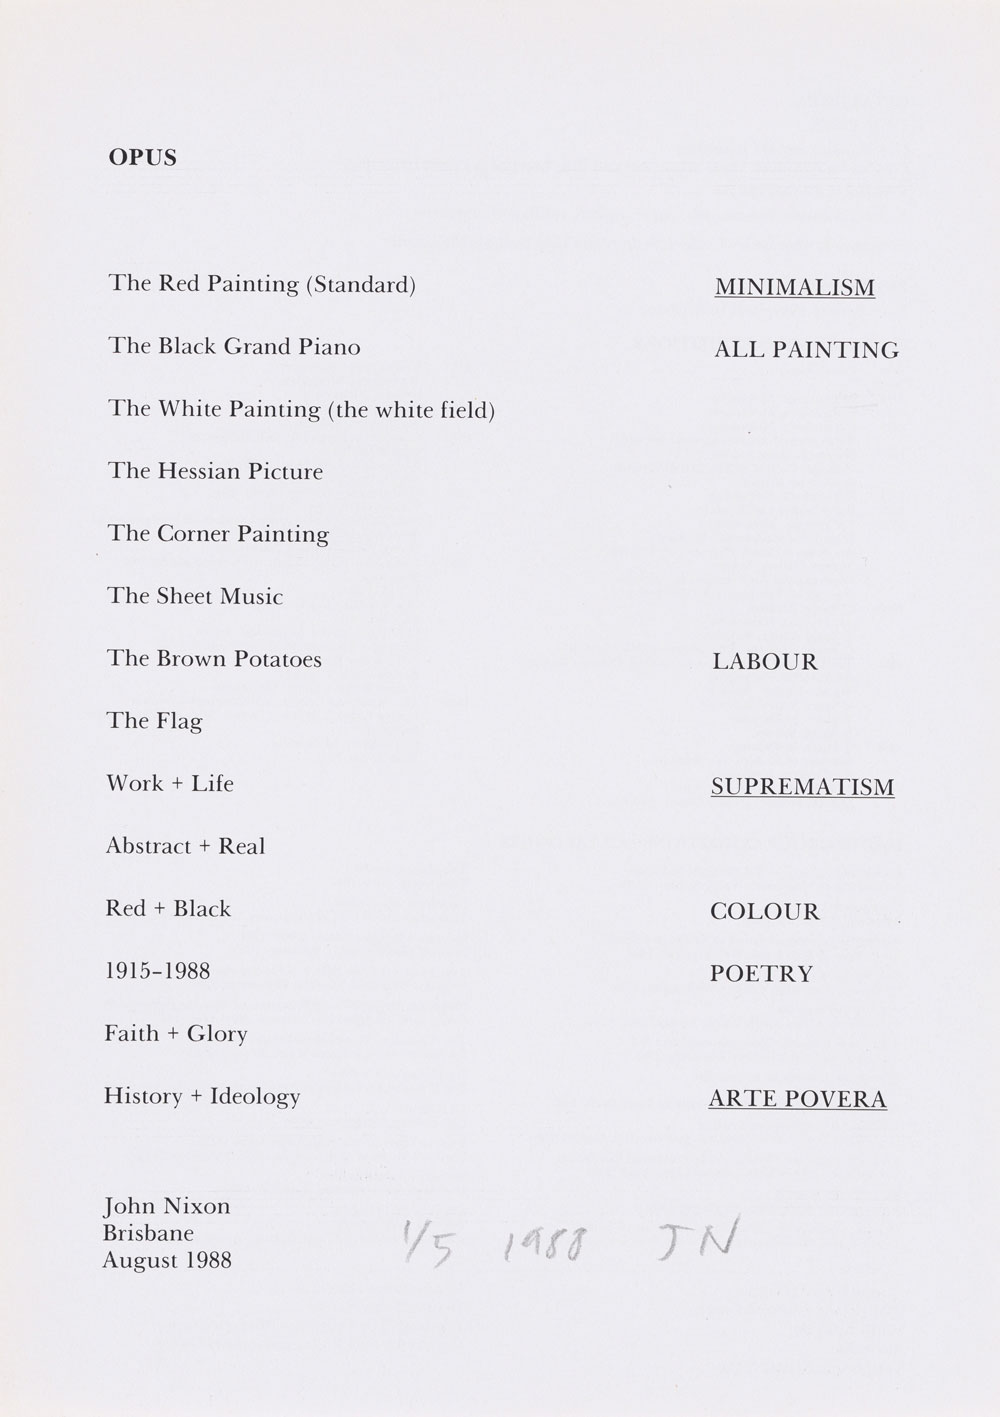 OPUS
The Red Painting (Standard) MINIMALISM
The Black Grand Piano ALL PAINTING
The White Painting (the white field)
The Hessian Picture
The Corner Painting
The Sheet Music
The Brown Potatoes LABOUR
The Flag
Work + Life SUPREMATISM
Abstract + Real
Red + Black COLOUR
1915–1988 POETRY
Faith + Glory
History + Ideology ARTE POVERA
John Nixon
Brisbane
August 1988
1/5 1988 JN